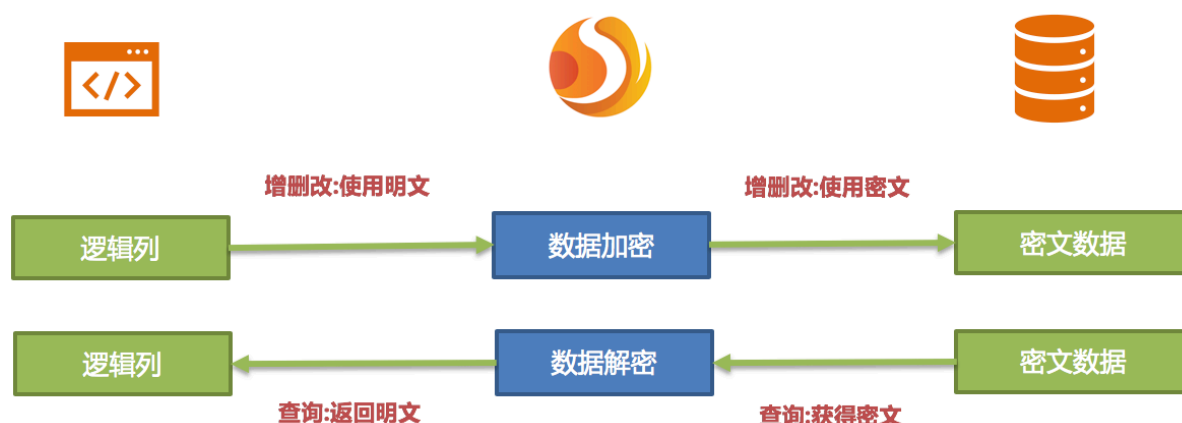 增删改:使用明文
增删改:使用密文
逻辑列
数据加密
密文数据
逻辑列
数据解密
密文数据
查询:返回明文
查询:获得密文